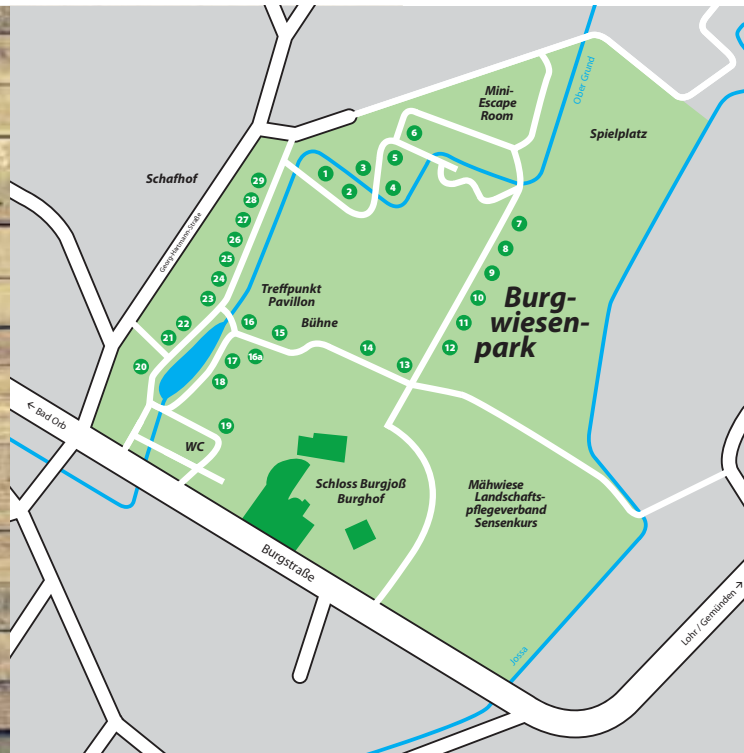 Mini-
Escape
Room
Ober Grund
Spielplatz
Schafhof
Georg-Hartmann-Straße
6
5
3
1
2
4
29
28
27
26
25
24
23
22
21
20
7
8
9
10
11
12
Treffpunkt
Pavillon
Bühne
16
15
14
13
16a
17
18
19
Burg-
wiesen-
park
← Bad Orb
WC
Schloss Burgjoß
Burghof
Mähwiese
Landschafts-
pflegeverband
Sensenkurs
Burgstraße
Jossa
Lohr / Gemünden →